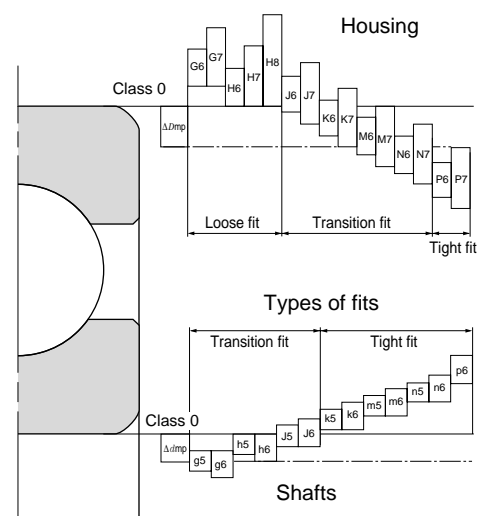 Housing
Class 0
ΔDmp
G6 G7 H6 H7 H8 J6 J7 K6 K7 M6 M7 N6 N7 P6 P7
Loose fit Transition fit
Tight fit
Types of fits
Transition fit Tight fit
Class 0
Δdmp
g5 g6 h5 h6 J5 J6 k5 k6 m5 m6 n5 n6 p6
Shafts